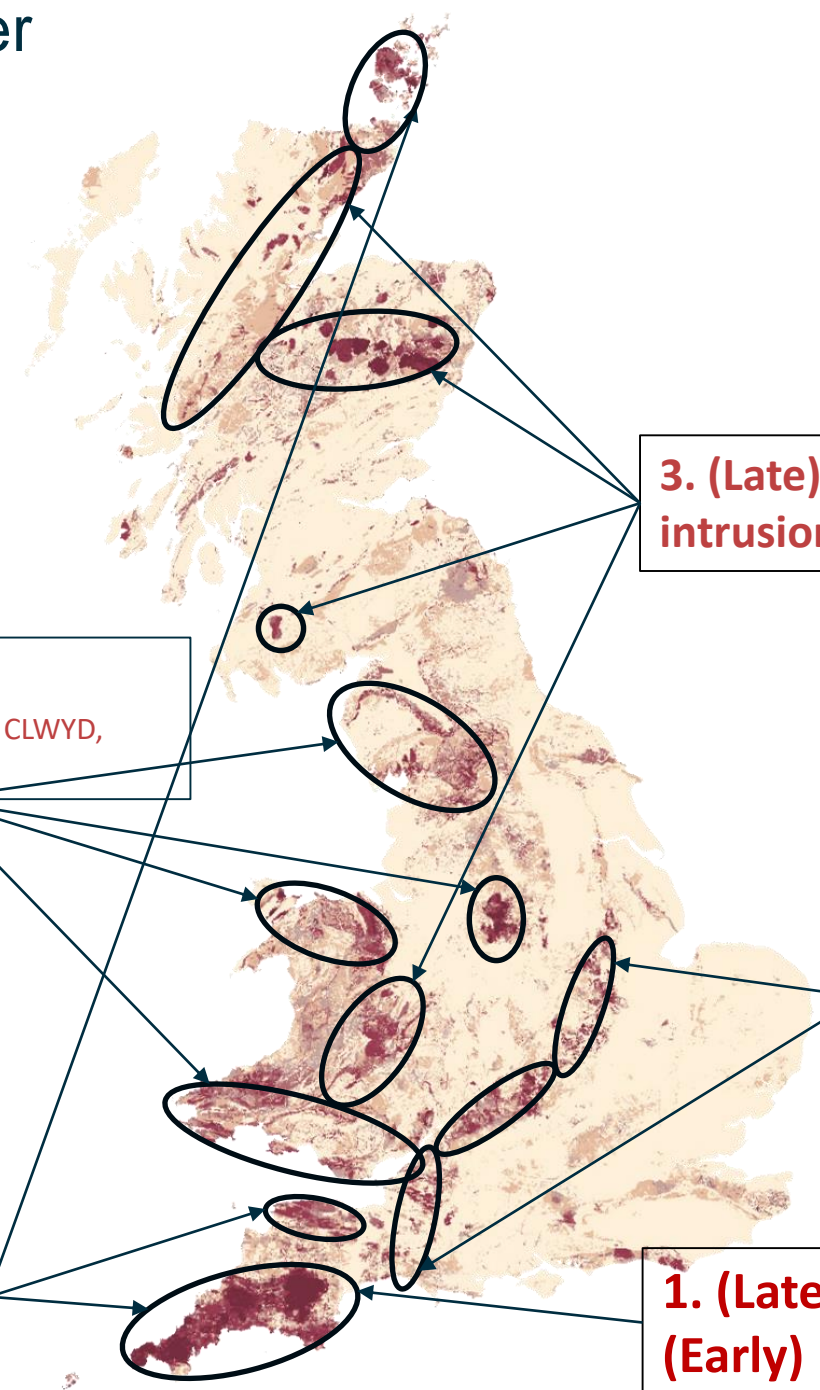 er
3. (Late)
intrusion
CLWYD,
1. (Late
(Early)